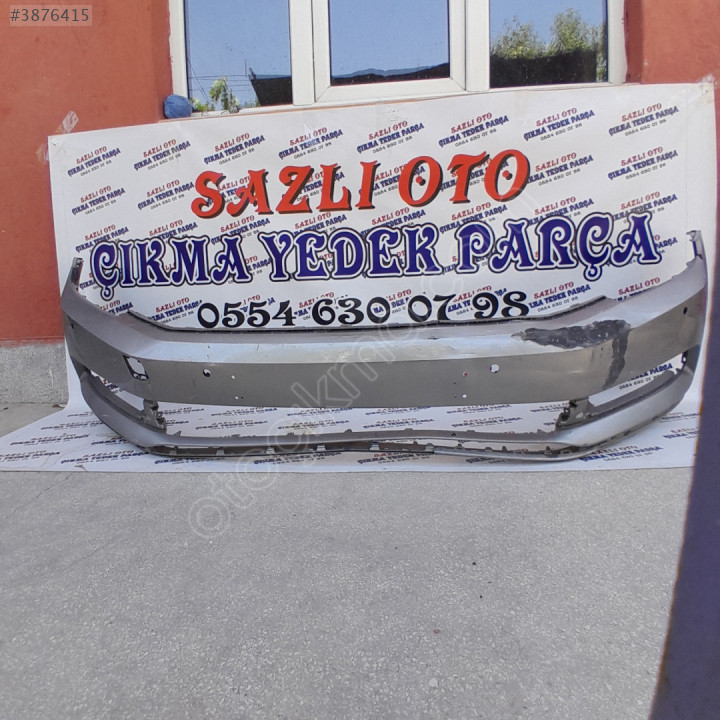 #3876415
SAZLI OTO
ÇIKMA YEDEK PARÇA
0554 630 07 98